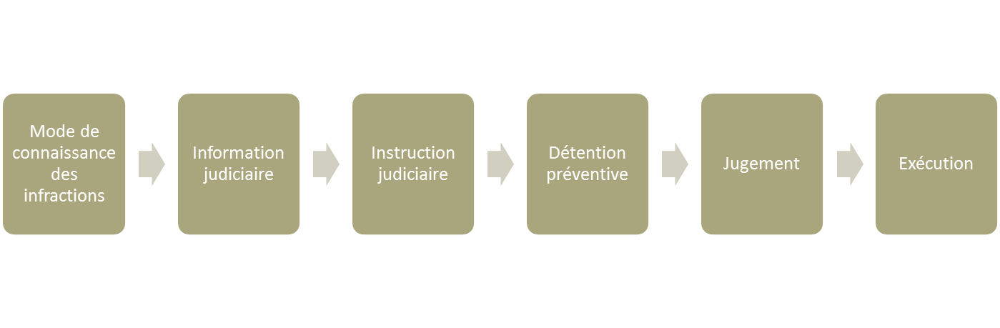 Mode de
connaissance
des
infractions
Information
judiciaire
Instruction
judiciaire
Détention
préventive
Jugement
Exécution